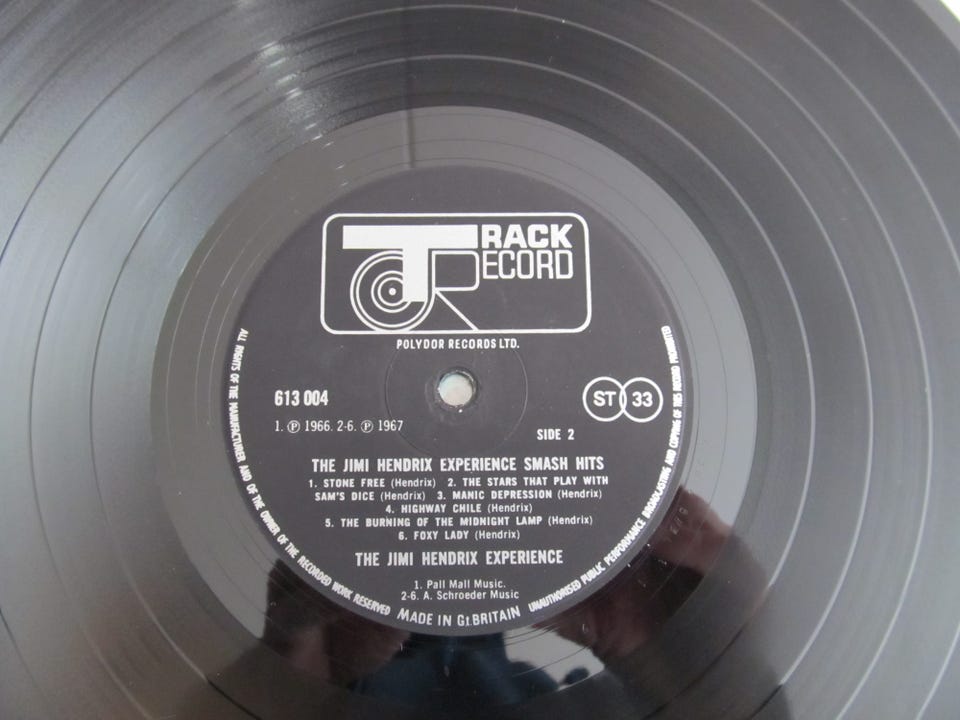 TRACK
RECORD
POLYDOR RECORDS LTD.
613 004
ST 33
1. ℗ 1966. 2-6. ℗ 1967
SIDE 2
THE JIMI HENDRIX EXPERIENCE SMASH HITS
1. STONE FREE (Hendrix) 2. THE STARS THAT PLAY WITH
SAM'S DICE (Hendrix) 3. MANIC DEPRESSION (Hendrix)
4. HIGHWAY CHILE (Hendrix)
5. THE BURNING OF THE MIDNIGHT LAMP (Hendrix)
6. FOXY LADY (Hendrix)
THE JIMI HENDRIX EXPERIENCE
1. Pall Mall Music.
2-6. A. Schroeder Music
ALL RIGHTS OF THE MANUFACTURER AND OF THE OWNER OF THE RECORDED WORK RESERVED
MADE IN Gt.BRITAIN
UNAUTHORISED PUBLIC PERFORMANCE BROADCASTING AND COPYING OF THIS RECORD PROHIBITED